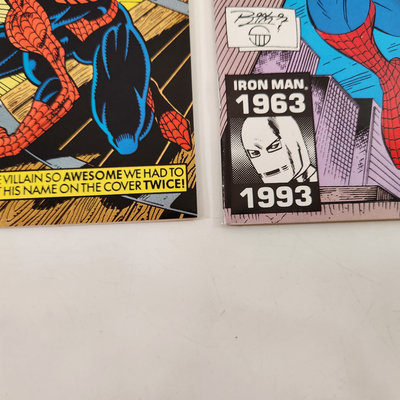 E VILLAIN SO AWESOME WE HAD TO
T HIS NAME ON THE COVER TWICE!
IRON MAN.
1963
1993